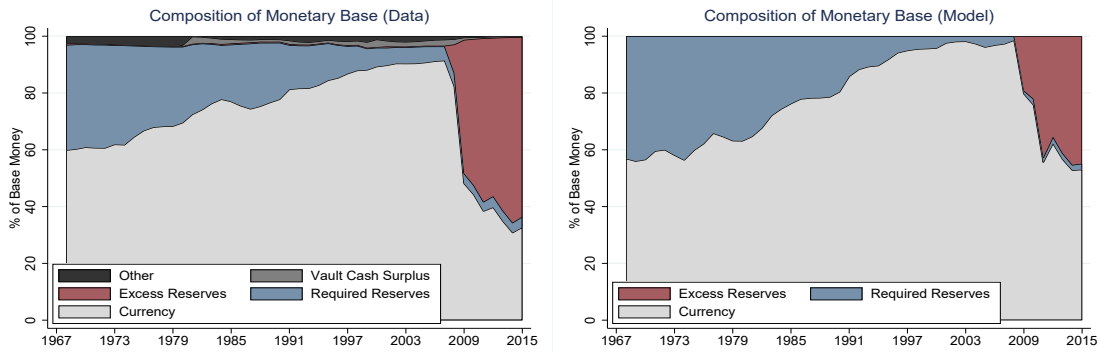 Composition of Monetary Base (Data)
% of Base Money
100
80
60
40
20
0
Other
Vault Cash Surplus
Excess Reserves
Required Reserves
Currency
1967 1973 1979 1985 1991 1997 2003 2009 2015
Composition of Monetary Base (Model)
% of Base Money
100
80
60
40
20
0
Excess Reserves
Required Reserves
Currency
1967 1973 1979 1985 1991 1997 2003 2009 2015